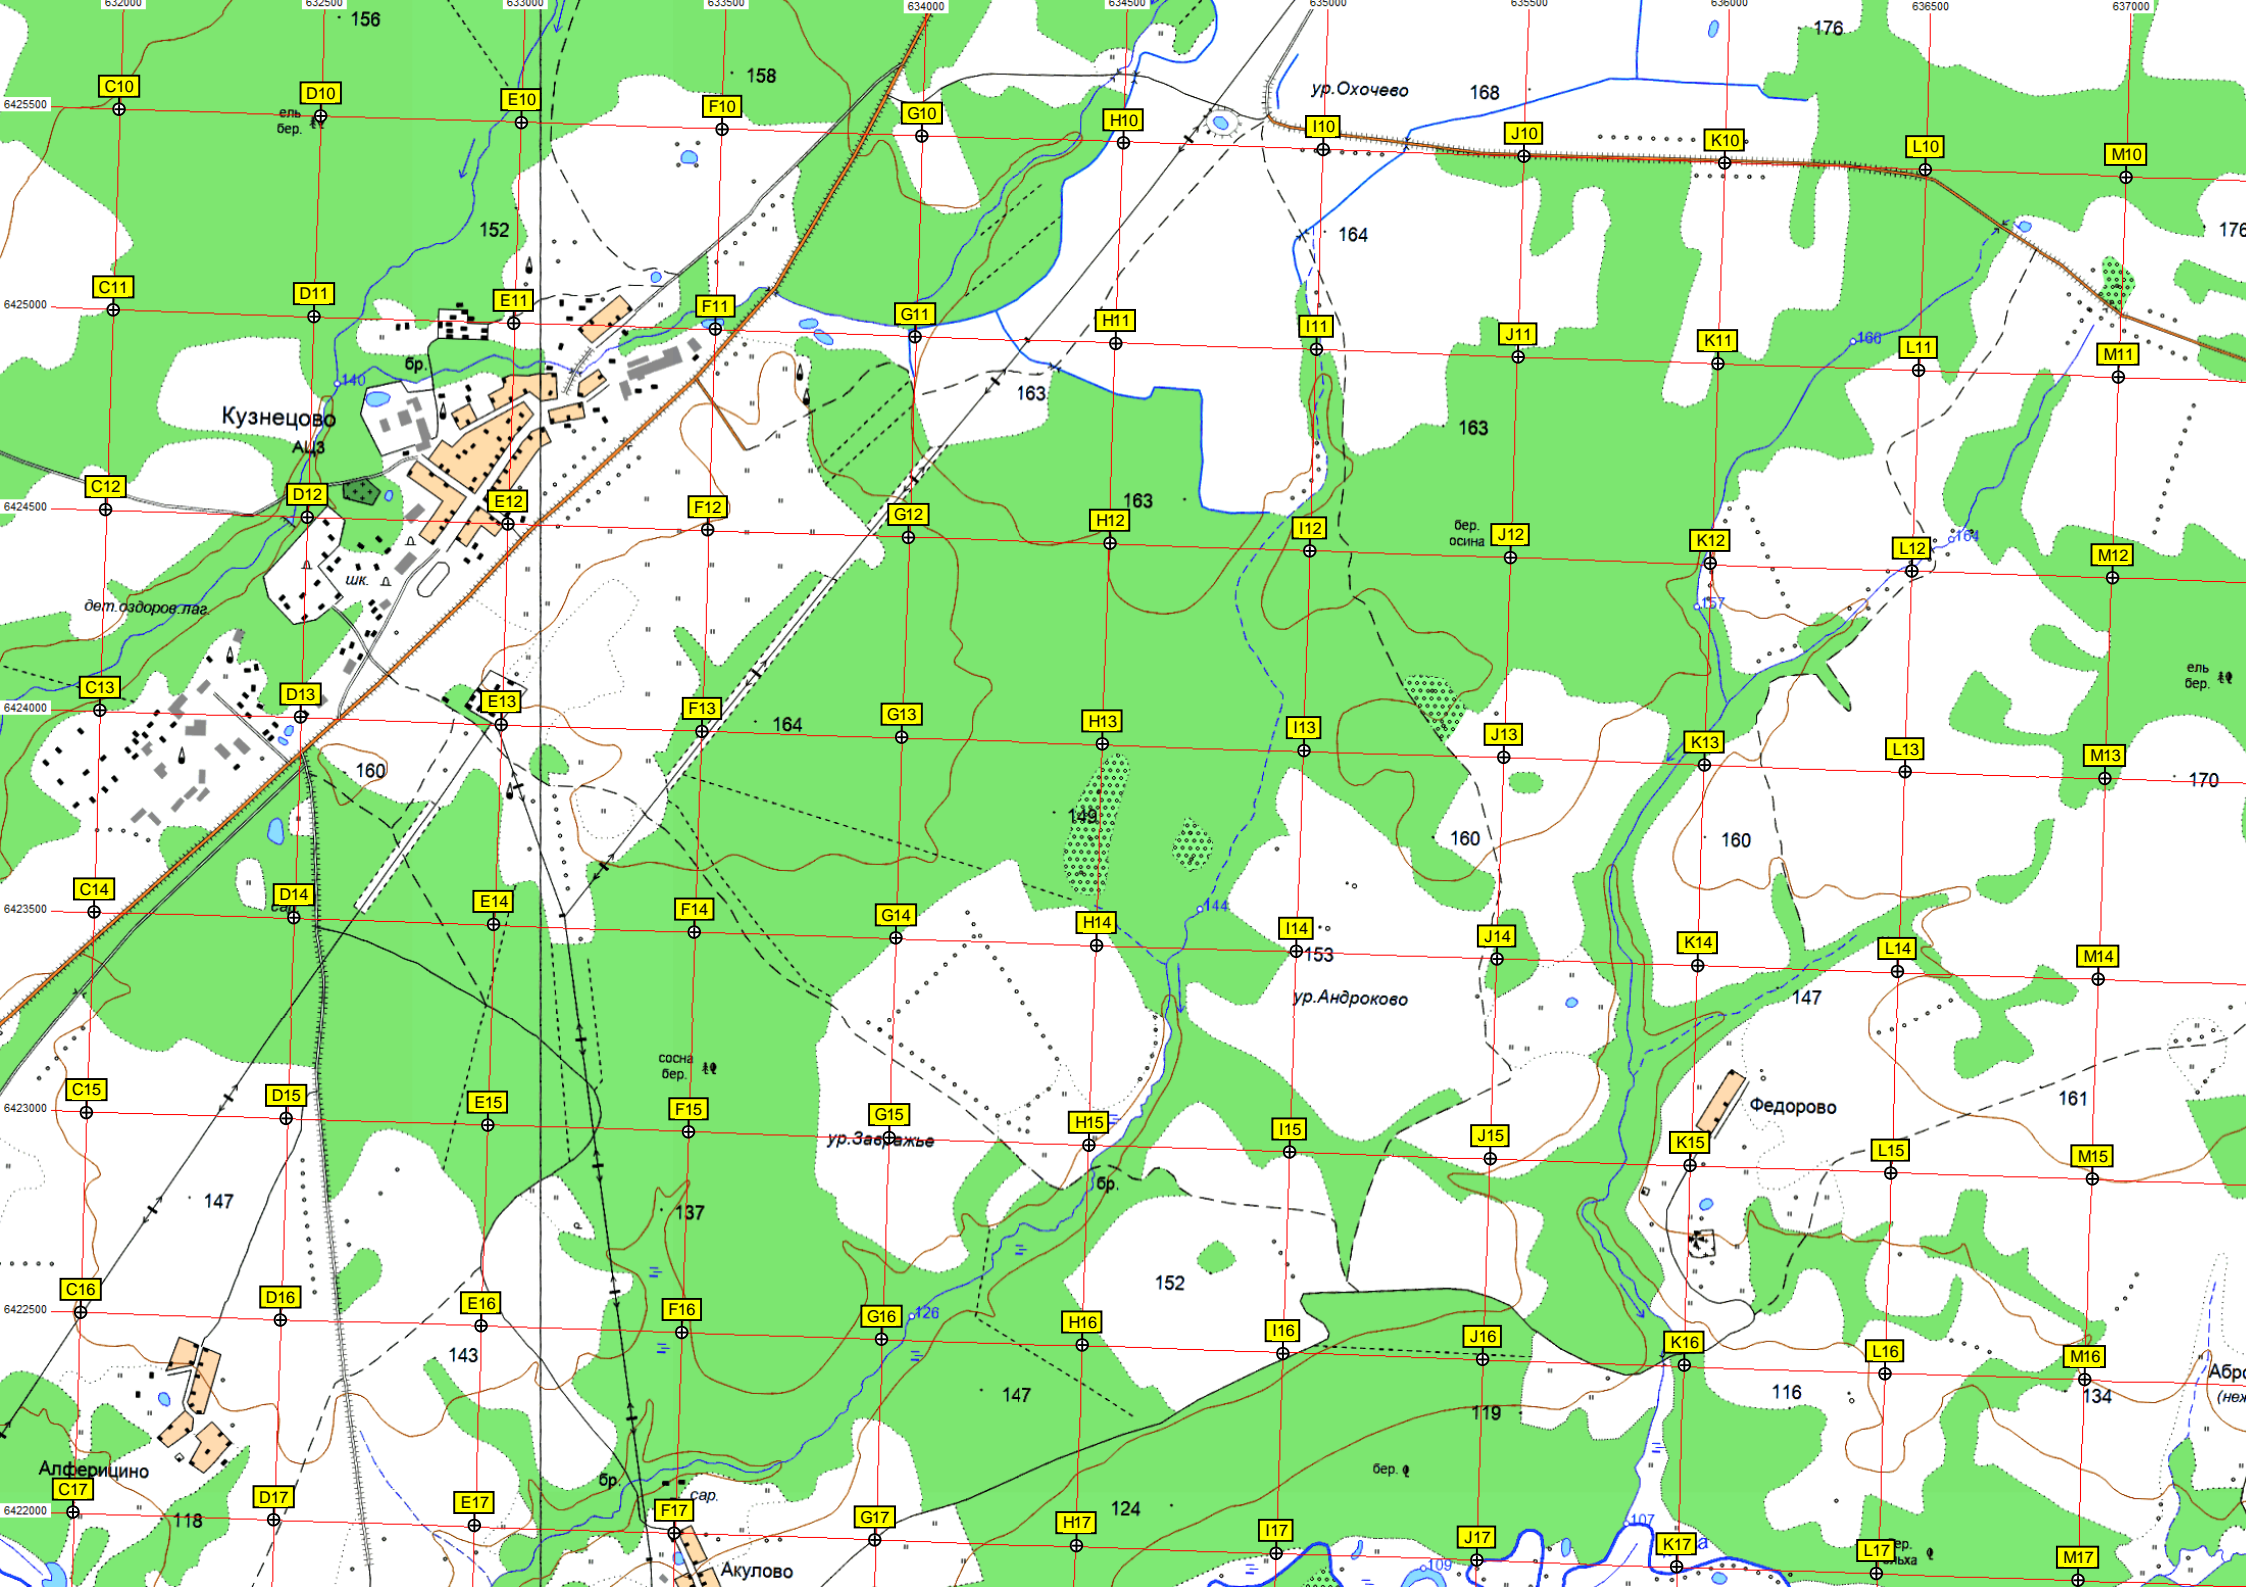 632000 632500 633000 633500 634000 634500 635000 635500 636000 636500 637000
156
176
158
ур.Охочево
168
6425500
C10 D10 E10 F10 G10 H10 I10 J10 K10 L10 M10
ель
бер.
152
164
176
6425000
C11 D11 E11 F11 G11 H11 I11 J11 K11 L11 M11
160
бр.
140
163
Кузнецово
163
АЦЗ
6424500
C12 D12 E12 F12 G12 H12 I12 J12 K12 L12 M12
163
бер.
осина
164
шк.
дет.оздоров.лаг.
157
ель
бер.
6424000
C13 D13 E13 F13 G13 H13 I13 J13 K13 L13 M13
164
160
170
149
160
160
6423500
C14 D14 E14 F14 G14 H14 I14 J14 K14 L14 M14
сар.
144
153
ур.Андроково
147
сосна
бер.
6423000
C15 D15 E15 F15 G15 H15 I15 J15 K15 L15 M15
161
Федорово
ур.Завражье
бр.
147
137
152
6422500
C16 D16 E16 F16 G16 H16 I16 J16 K16 L16 M16
126
143
147
116
134
Абро
(неж
119
Алферицино
бр.
бер.
сар.
6422000
C17 D17 E17 F17 G17 H17 I17 J17 K17 L17 M17
118
124
107
109
Акулово